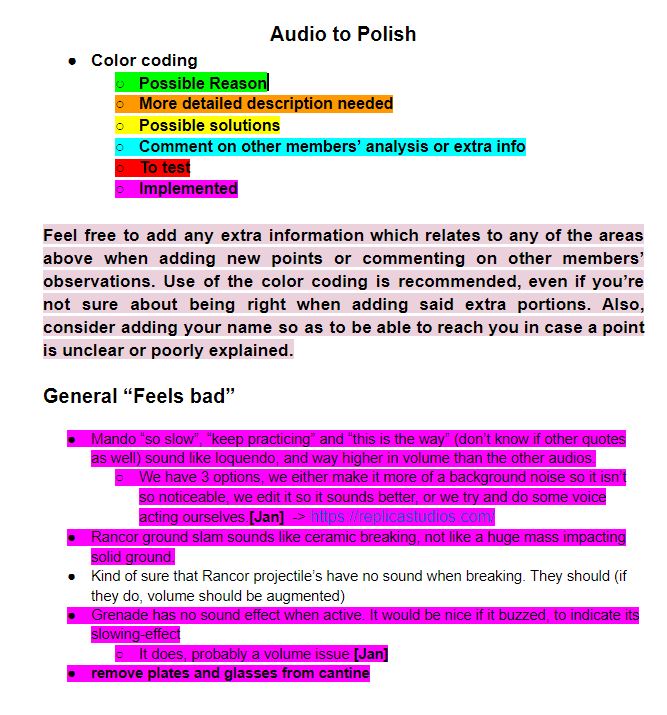 Audio to Polish
● Color coding
○ Possible Reason
○ More detailed description needed
○ Possible solutions
○ Comment on other members’ analysis or extra info
○ To test
○ Implemented
Feel free to add any extra information which relates to any of the areas
above when adding new points or commenting on other members’
observations. Use of the color coding is recommended, even if you’re
not sure about being right when adding said extra portions. Also,
consider adding your name so as to be able to reach you in case a point
is unclear or poorly explained.
General “Feels bad”
● Mando “so slow”, “keep practicing” and “this is the way” (don’t know if other quotes
as well) sound like loquendo, and way higher in volume than the other audios.
○ We have 3 options, we either make it more of a background noise so it isn’t
so noticeable, we edit it so it sounds better, or we try and do some voice
acting ourselves.[Jan] -> https://replicastudios.com/
● Rancor ground slam sounds like ceramic breaking, not like a huge mass impacting
solid ground.
● Kind of sure that Rancor projectile’s have no sound when breaking. They should (if
they do, volume should be augmented)
● Grenade has no sound effect when active. It would be nice if it buzzed, to indicate its
slowing-effect
○ It does, probably a volume issue [Jan]
● remove plates and glasses from cantine